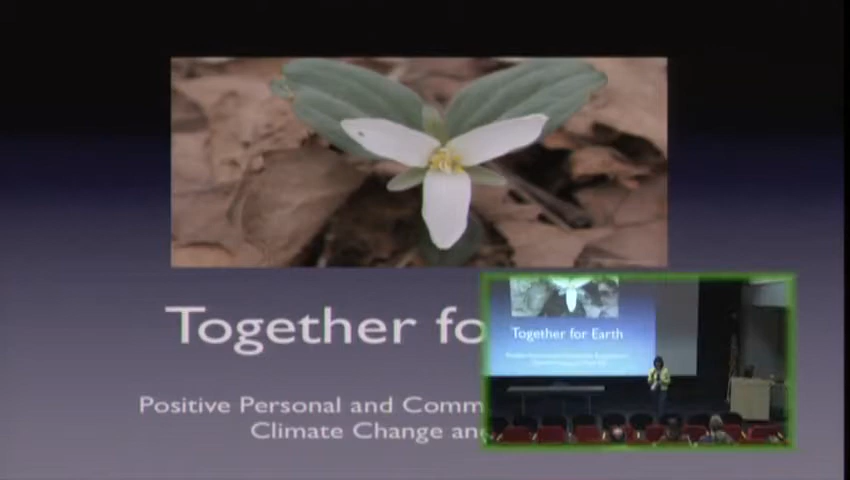 Together fo
Positive Personal and Comm
Climate Change an
Together for Earth